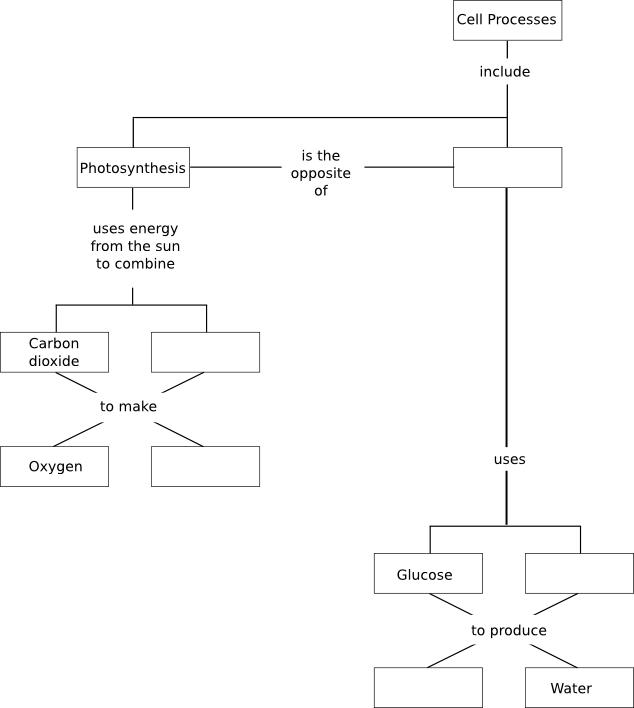 Cell Processes
include
Photosynthesis
is the
opposite
of
uses energy
from the sun
to combine
Carbon
dioxide
to make
Oxygen
uses
Glucose
to produce
Water